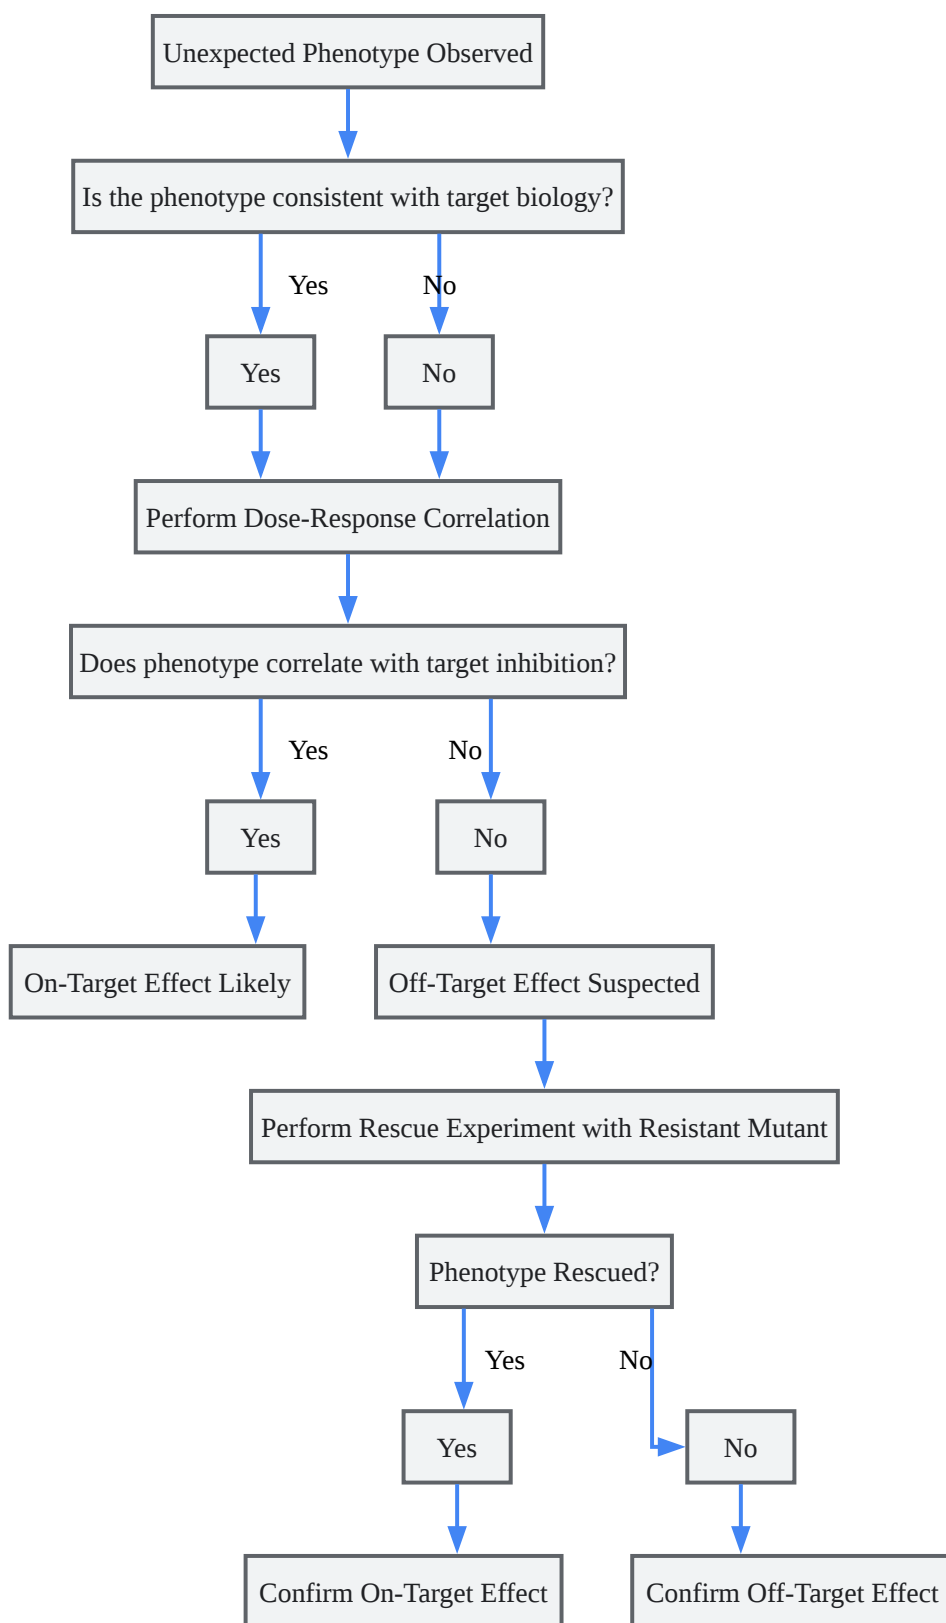 Unexpected Phenotype Observed
Is the phenotype consistent with target biology?
Yes
No
Yes
No
Perform Dose-Response Correlation
Does phenotype correlate with target inhibition?
Yes
No
Yes
No
On-Target Effect Likely
Off-Target Effect Suspected
Perform Rescue Experiment with Resistant Mutant
Phenotype Rescued?
Yes
No
Yes
No
Confirm On-Target Effect
Confirm Off-Target Effect